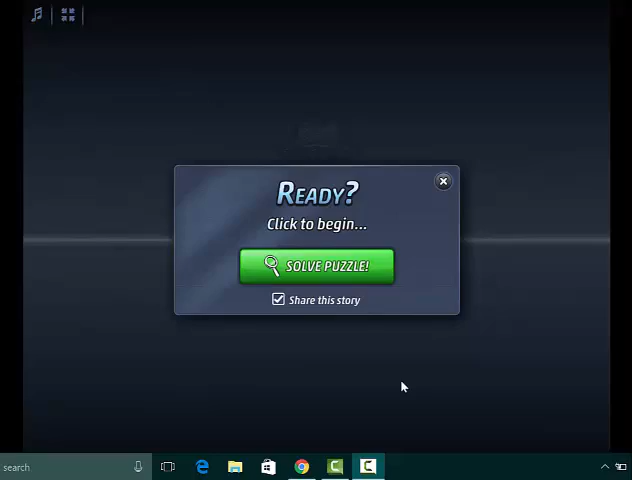 READY?
Click to begin...
SOLVE PUZZLE!
Share this story
search